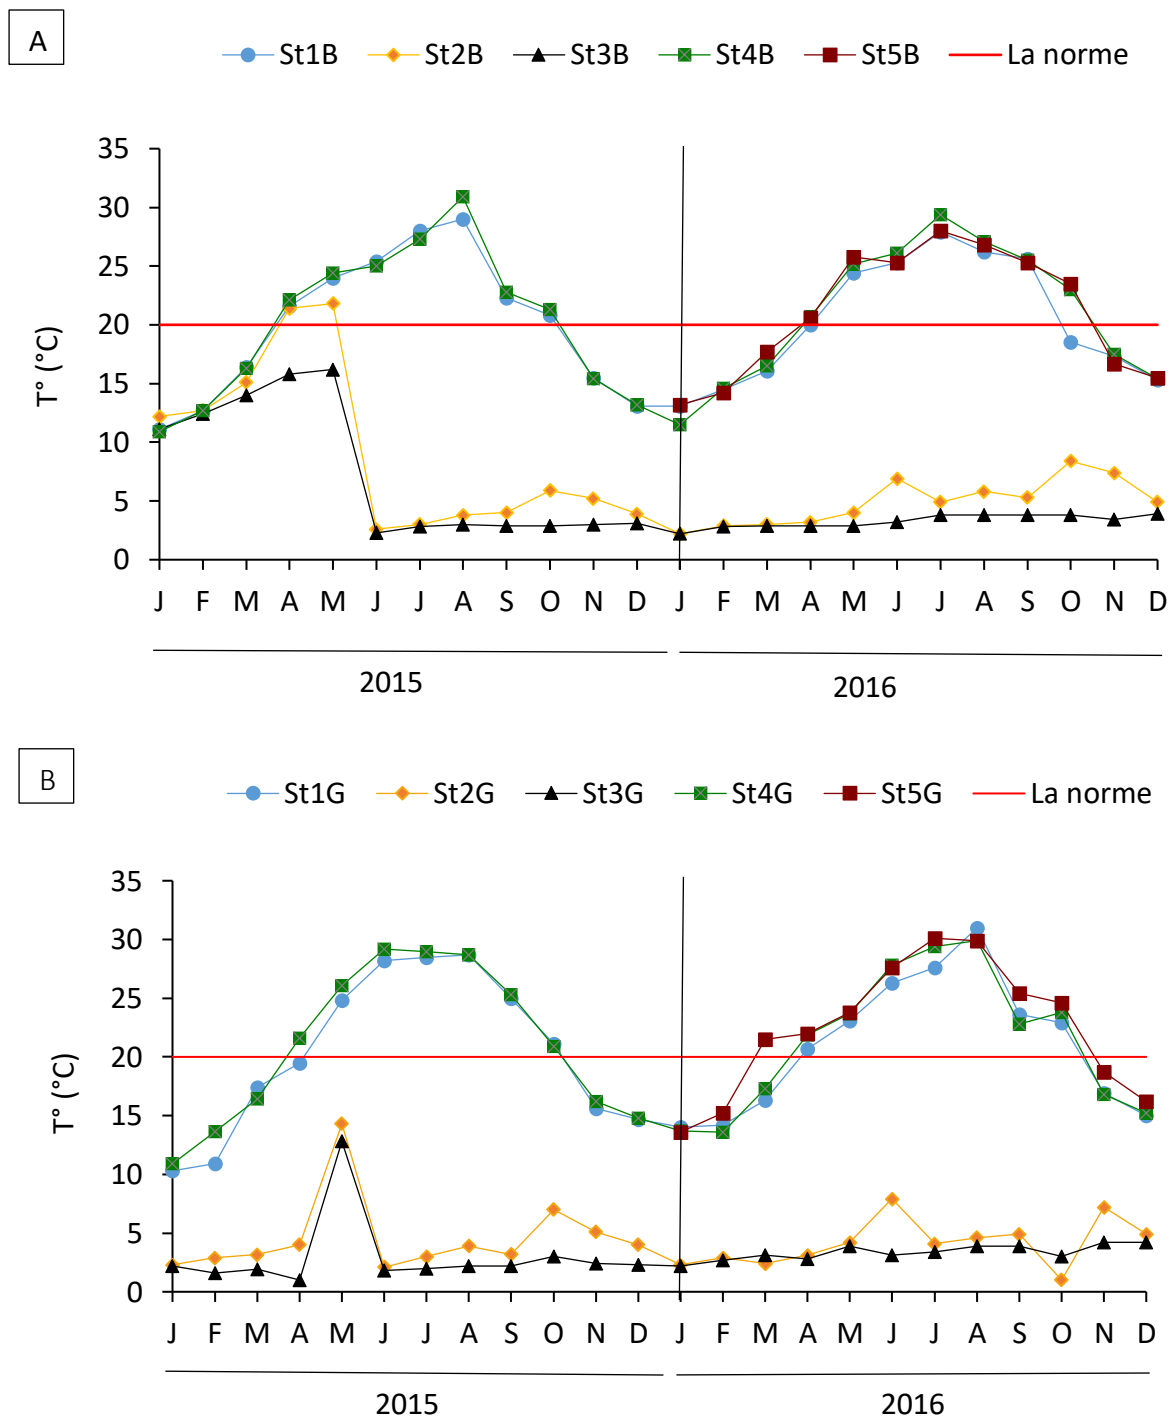 A
St1B St2B St3B St4B St5B La norme
35
30
25
20
15
10
5
0
T° (°C)
J F M A M J J A S O N D J F M A M J J A S O N D
2015 2016
B
St1G St2G St3G St4G St5G La norme
35
30
25
20
15
10
5
0
T° (°C)
J F M A M J J A S O N D J F M A M J J A S O N D
2015 2016